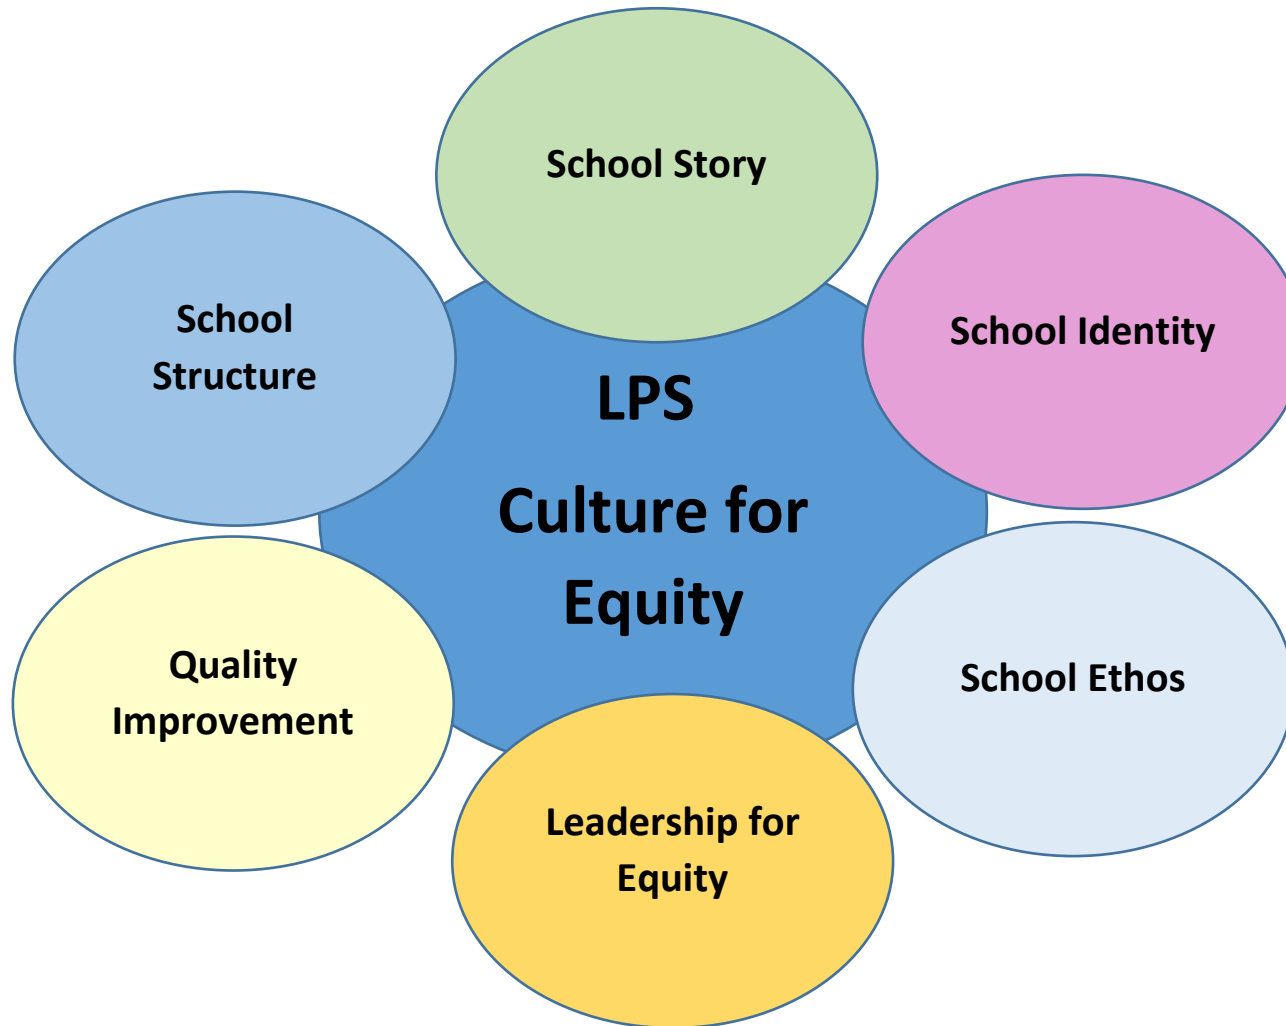 School Story
School Identity
School
Structure
LPS
Culture for
Equity
School Ethos
Quality
Improvement
Leadership for
Equity